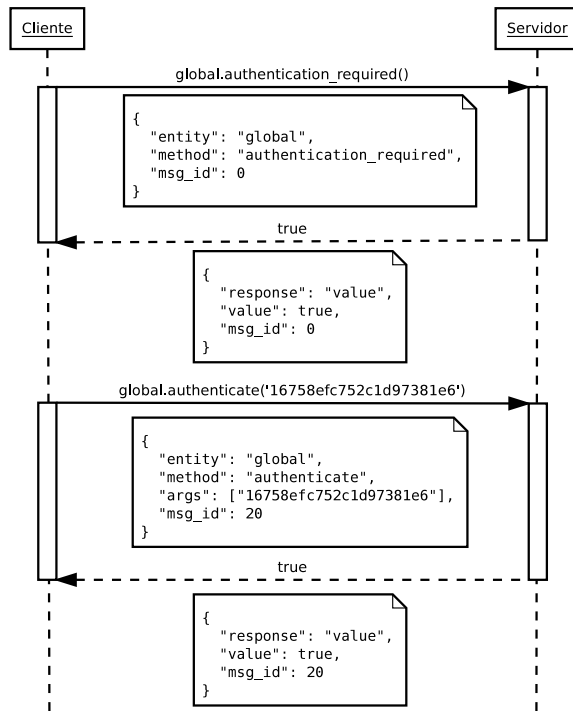 Cliente
Servidor
global.authentication_required()
{
  "entity": "global",
  "method": "authentication_required",
  "msg_id": 0
}
true
{
  "response": "value",
  "value": true,
  "msg_id": 0
}
global.authenticate('16758efc752c1d97381e6')
{
  "entity": "global",
  "method": "authenticate",
  "args": ["16758efc752c1d97381e6"],
  "msg_id": 20
}
true
{
  "response": "value",
  "value": true,
  "msg_id": 20
}